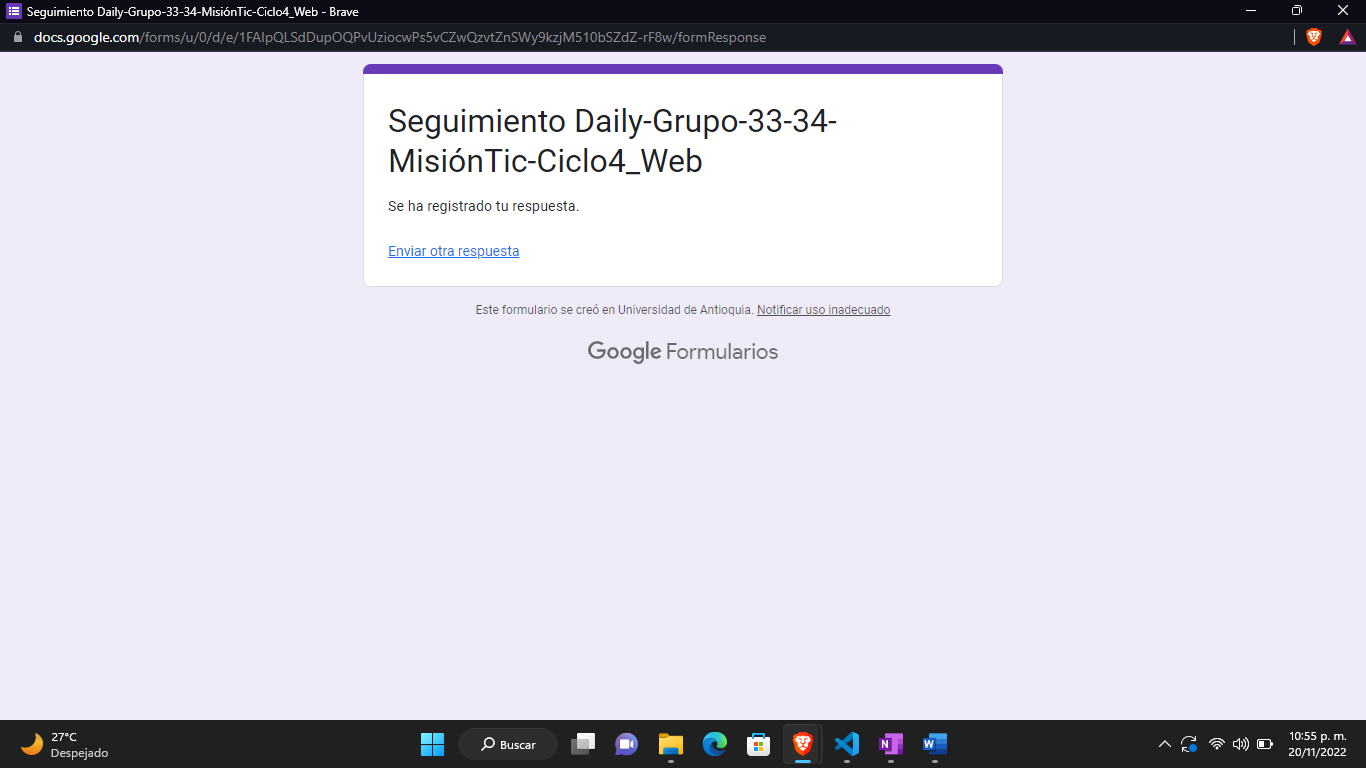 Seguimiento Daily-Grupo-33-34-MisiónTic-Ciclo4_Web - Brave
docs.google.com/forms/u/0/d/e/1FAIpQLSdDupOQPvUziocwPs5vCZwQzvtZnSWy9kzjM510bSZdZ-rF8w/formResponse
Seguimiento Daily-Grupo-33-34-
MisiónTic-Ciclo4_Web
Se ha registrado tu respuesta.
Enviar otra respuesta
Este formulario se creó en Universidad de Antioquia. Notificar uso inadecuado
Google Formularios
27°C
Despejado
Buscar
10:55 p. m.
20/11/2022